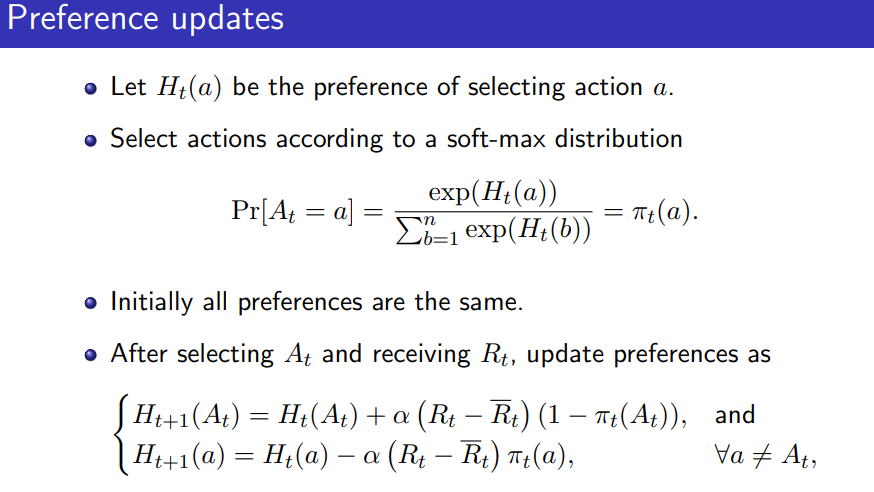 Preference updates
Let H_t(a) be the preference of selecting action a.
Select actions according to a soft-max distribution
Pr[A_t = a] = exp(H_t(a)) / ∑_{b=1}^{n} exp(H_t(b)) = π_t(a).
Initially all preferences are the same.
After selecting A_t and receiving R_t, update preferences as
{ H_{t+1}(A_t) = H_t(A_t) + α (R_t − R̅_t) (1 − π_t(A_t)), and
H_{t+1}(a) = H_t(a) − α (R_t − R̅_t) π_t(a), ∀a ≠ A_t,